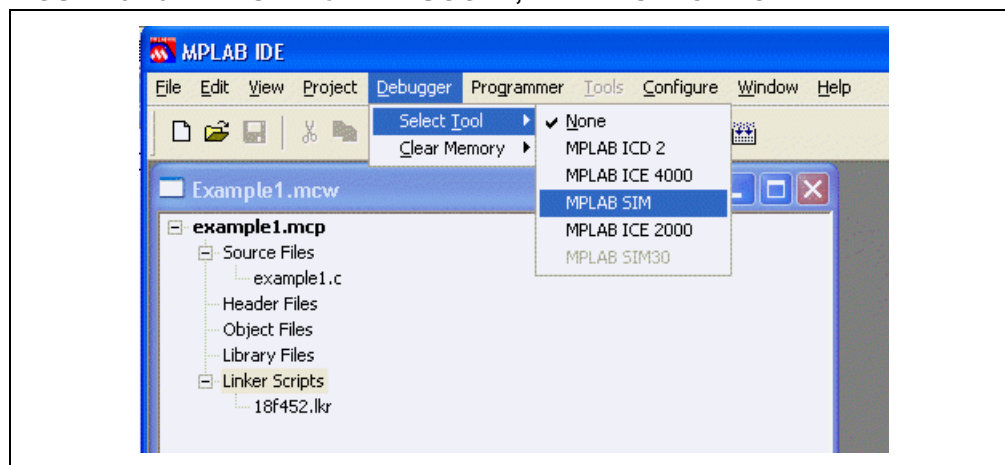 MPLAB IDE
File Edit View Project Debugger Programmer Tools Configure Window Help
Select Tool
Clear Memory
None
MPLAB ICD 2
MPLAB ICE 4000
MPLAB SIM
MPLAB ICE 2000
MPLAB SIM30
Example1.mcw
example1.mcp
Source Files
example1.c
Header Files
Object Files
Library Files
Linker Scripts
18f452.lkr